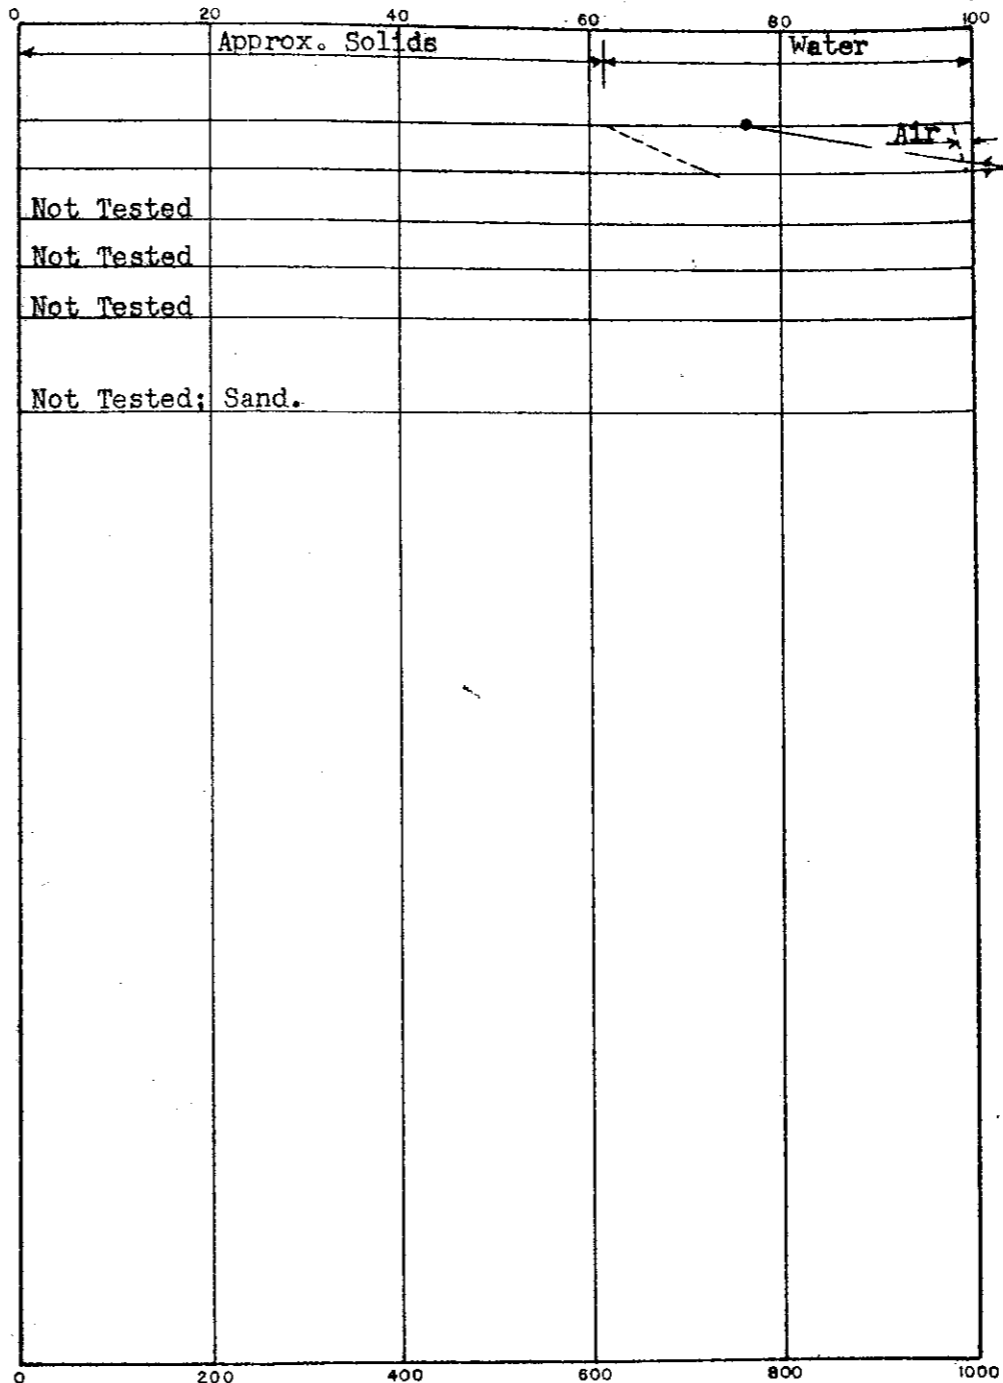 0 20 40 60 80 100
Approx. Solids Water
Air
Not Tested
Not Tested
Not Tested
Not Tested; Sand.
0 200 400 600 800 1000